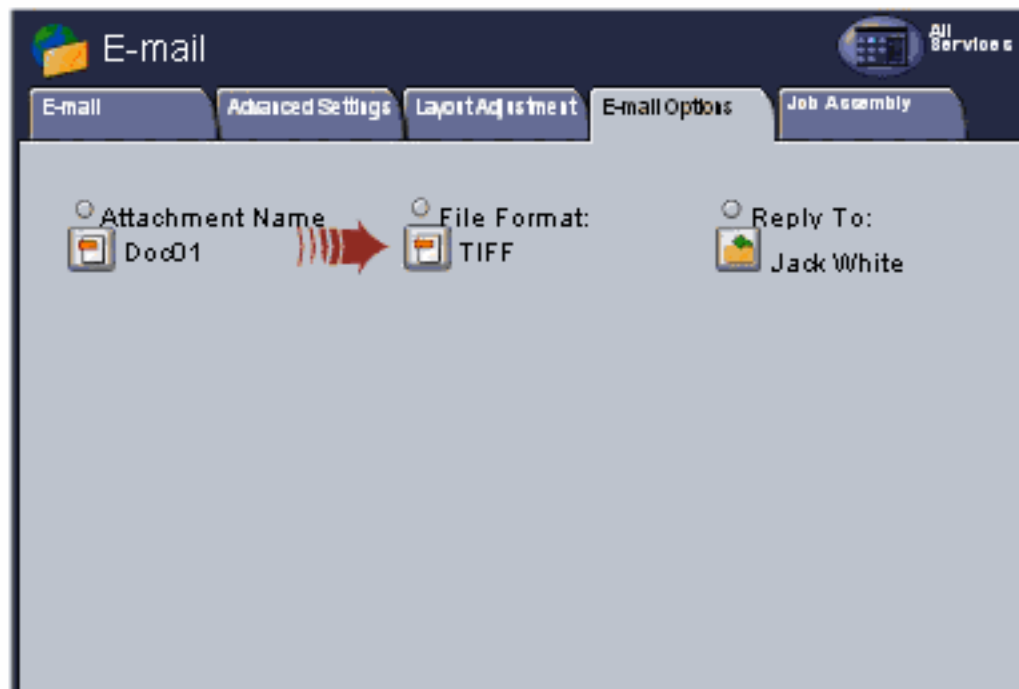 E-mail
All
Services
E-mail
Advanced Settings
Layout Adjustment
E-mail Options
Job Assembly
Attachment Name
Doc01
File Format:
TIFF
Reply To:
Jack White